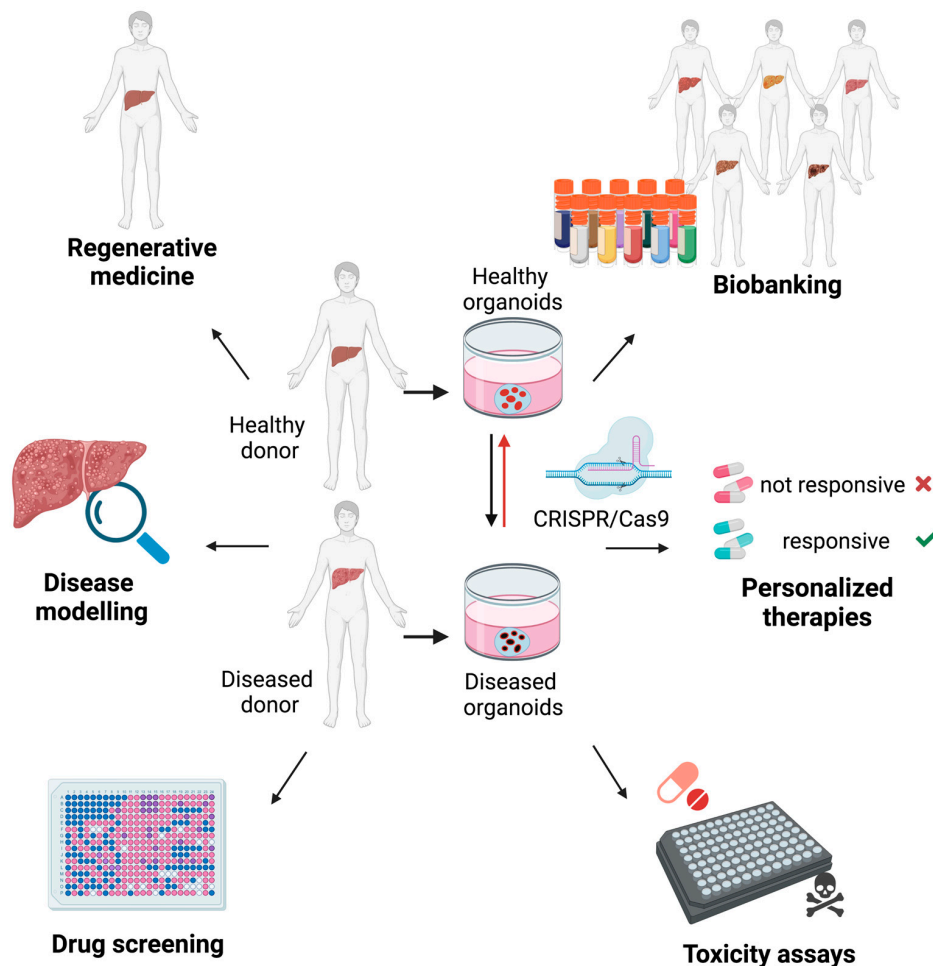 Regenerative
medicine
Healthy
organoids
Biobanking
Healthy
donor
CRISPR/Cas9
not responsive
responsive
Disease
modelling
Personalized
therapies
Diseased
donor
Diseased
organoids
Drug screening
Toxicity assays